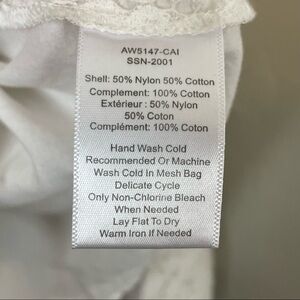 AW5147-CAI
SSN-2001
Shell: 50% Nylon 50% Cotton
Complement: 100% Cotton
Extérieur : 50% Nylon
50% Coton
Complément: 100% Coton
Hand Wash Cold
Recommended Or Machine
Wash Cold In Mesh Bag
Delicate Cycle
Only Non-Chlorine Bleach
When Needed
Lay Flat To Dry
Warm Iron If Needed